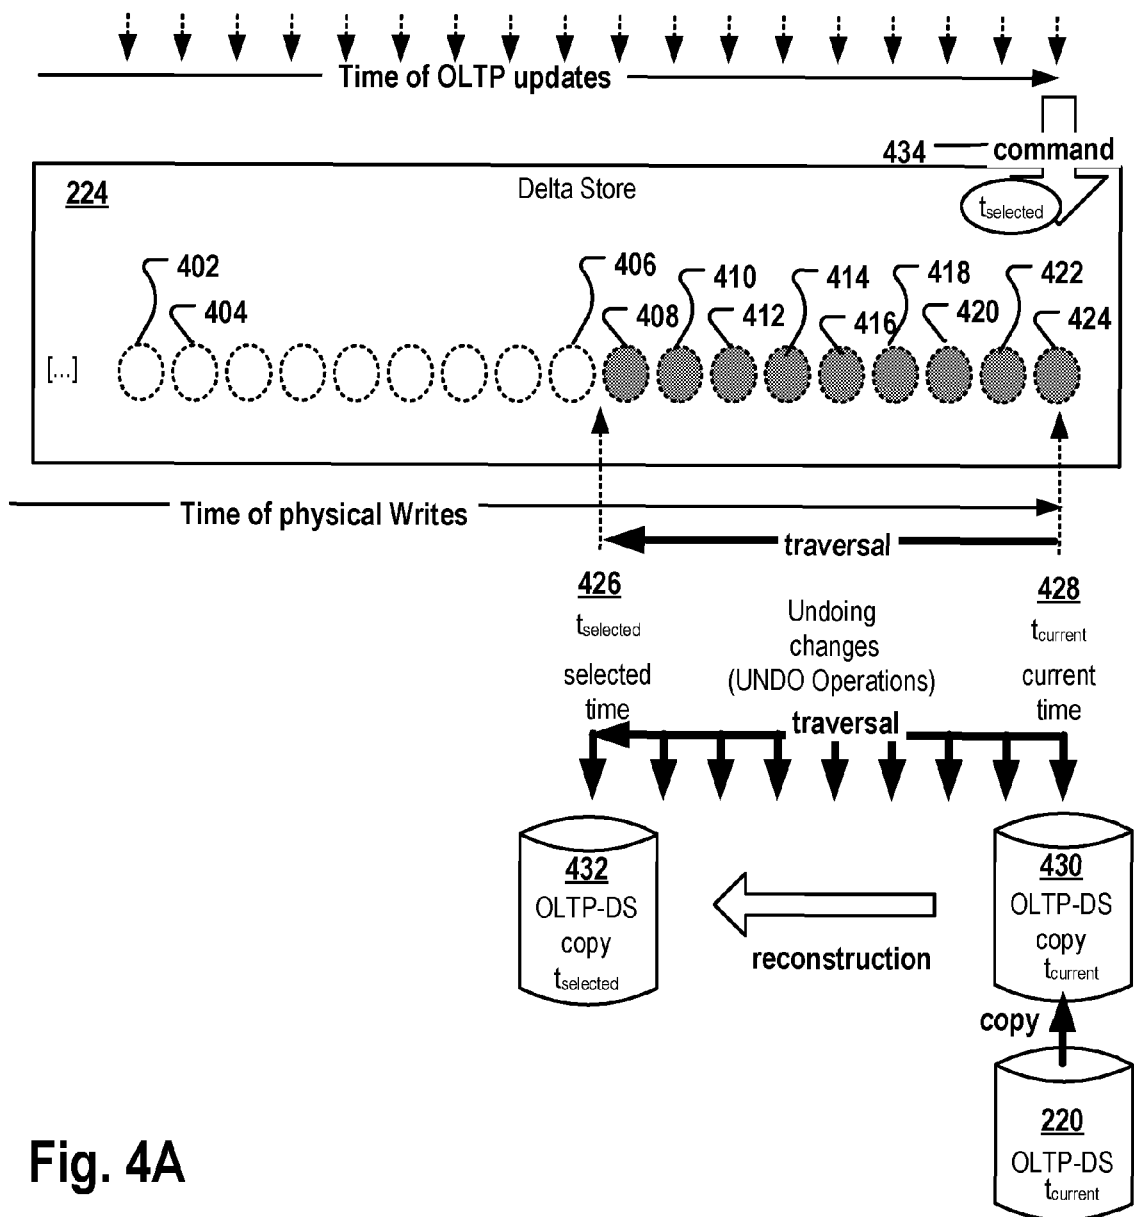 Time of OLTP updates
434 command
224
Delta Store
tselected
402
406
410
414
418
422
404
408
412
416
420
424
[...]
Time of physical Writes
traversal
426
428
tselected
tcurrent
Undoing
changes
(UNDO Operations)
selected
time
current
time
traversal
432
OLTP-DS
copy
tselected
430
OLTP-DS
copy
tcurrent
reconstruction
copy
220
OLTP-DS
tcurrent
Fig. 4A